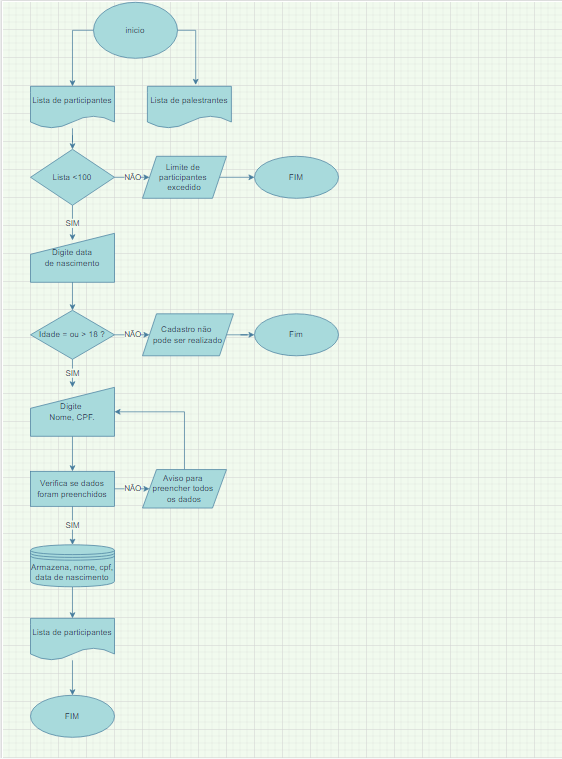 inicio
Lista de participantes
Lista de palestrantes
Lista <100
NÃO
Limite de
participantes
excedido
FIM
SIM
Digite data
de nascimento
Idade = ou > 18 ?
NÃO
Cadastro não
pode ser realizado
Fim
SIM
Digite
Nome, CPF.
Verifica se dados
foram preenchidos
NÃO
Aviso para
preencher todos
os dados
SIM
Armazena, nome, cpf,
data de nascimento
Lista de participantes
FIM